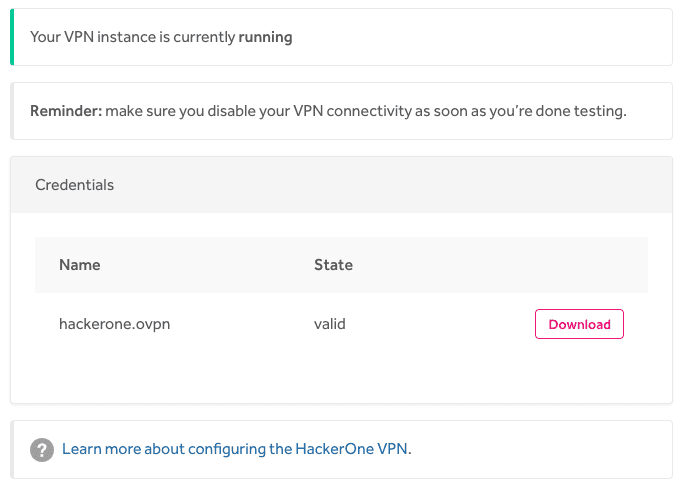 Your VPN instance is currently running
Reminder: make sure you disable your VPN connectivity as soon as you're done testing.
Credentials
Name State
hackerone.ovpn valid Download
? Learn more about configuring the HackerOne VPN.